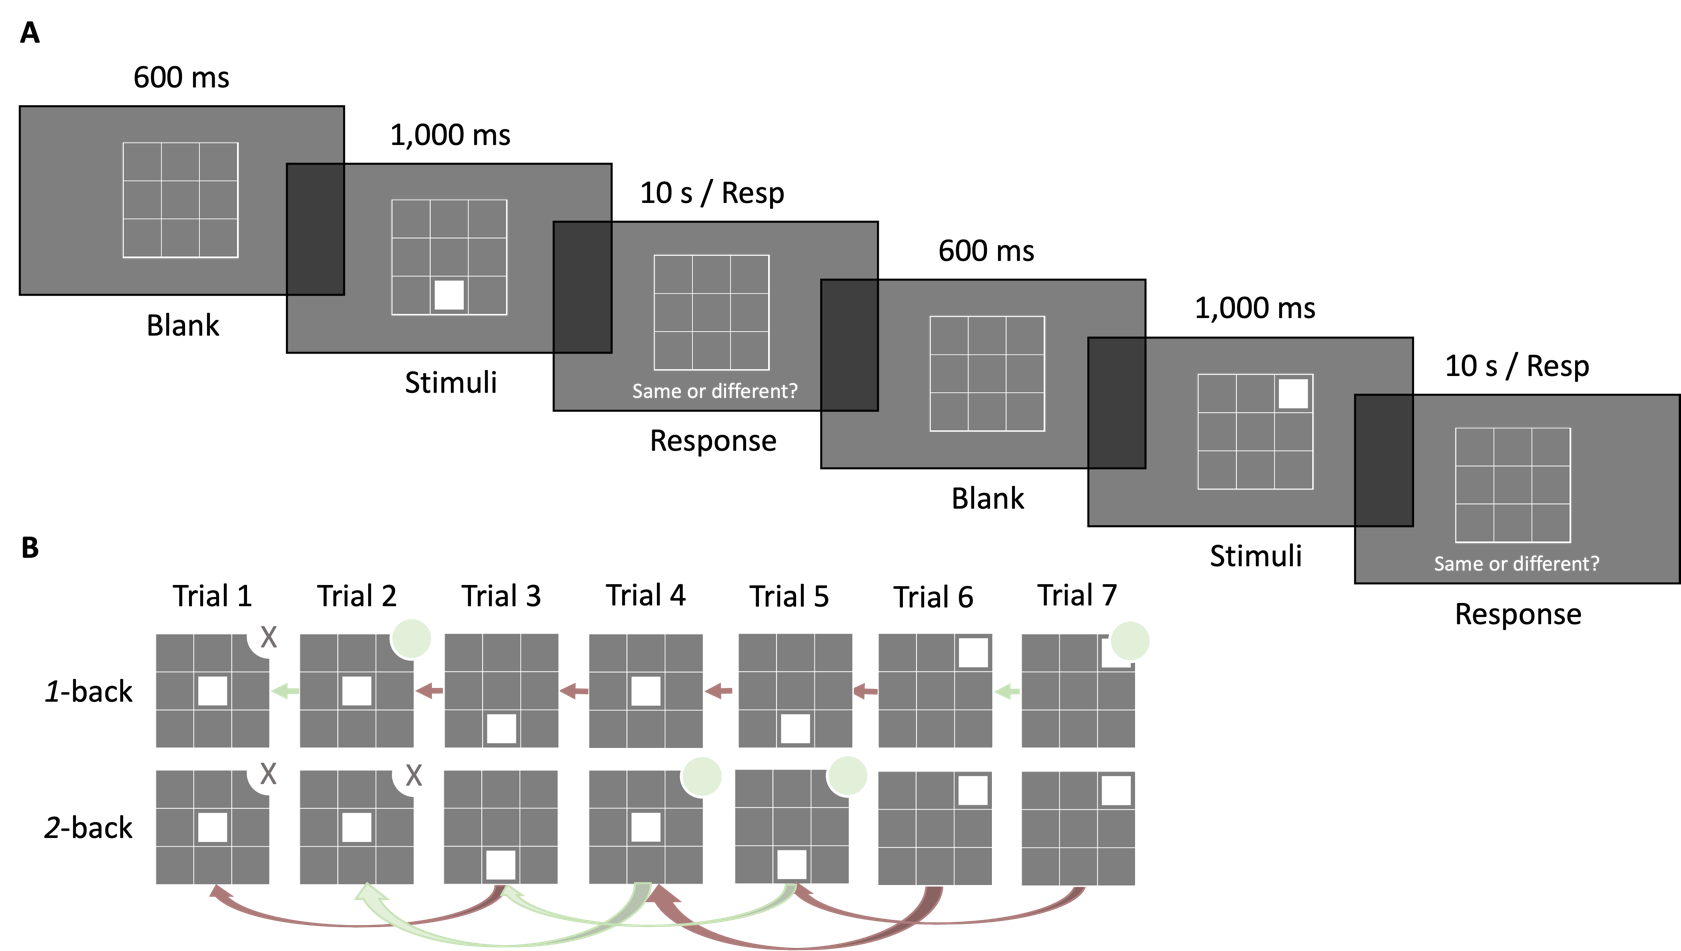 A
600 ms
Blank
1,000 ms
Stimuli
10 s / Resp
Same or different?
Response
600 ms
Blank
1,000 ms
Stimuli
10 s / Resp
Same or different?
Response
B
Trial 1 Trial 2 Trial 3 Trial 4 Trial 5 Trial 6 Trial 7
X
1-back
X X
2-back